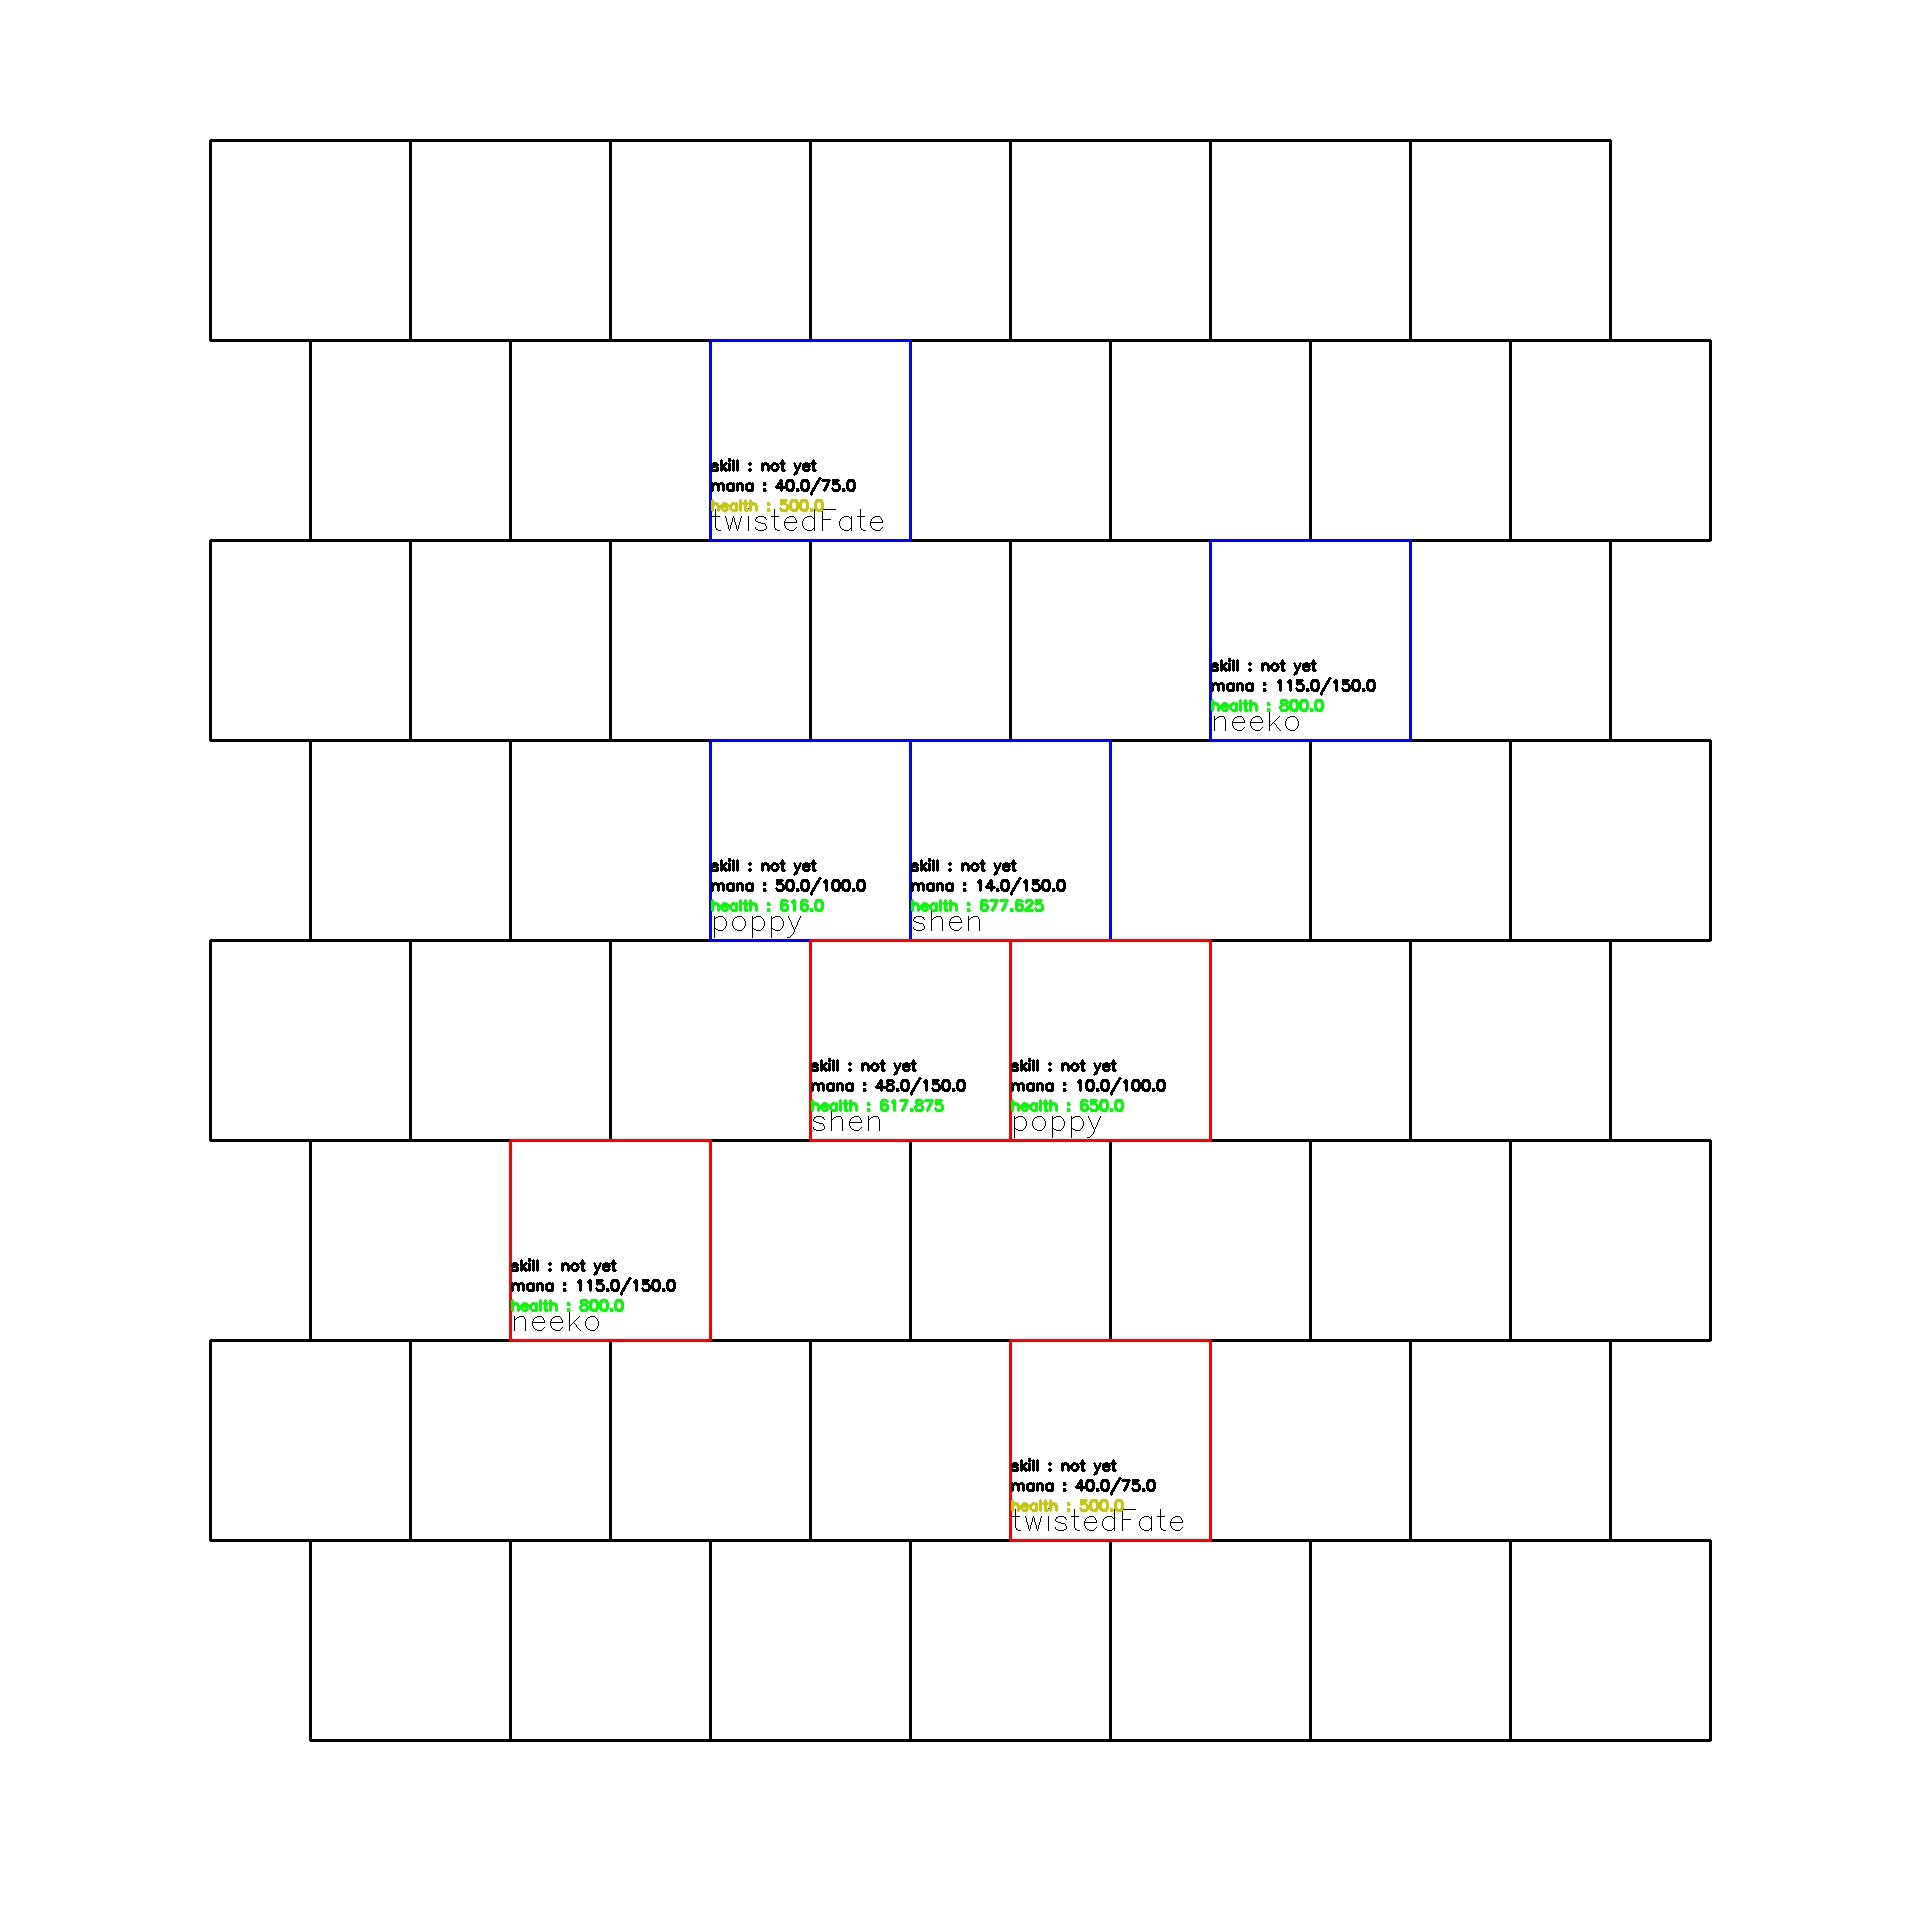 skill : not yet
mana : 40.0/75.0
health : 500.0
twistedFate
skill : not yet
mana : 115.0/150.0
health : 800.0
neeko
skill : not yet
mana : 50.0/100.0
health : 616.0
poppy
skill : not yet
mana : 14.0/150.0
health : 677.625
shen
skill : not yet
mana : 48.0/150.0
health : 617.875
shen
skill : not yet
mana : 10.0/100.0
health : 650.0
poppy
skill : not yet
mana : 115.0/150.0
health : 800.0
neeko
skill : not yet
mana : 40.0/75.0
health : 500.0
twistedFate